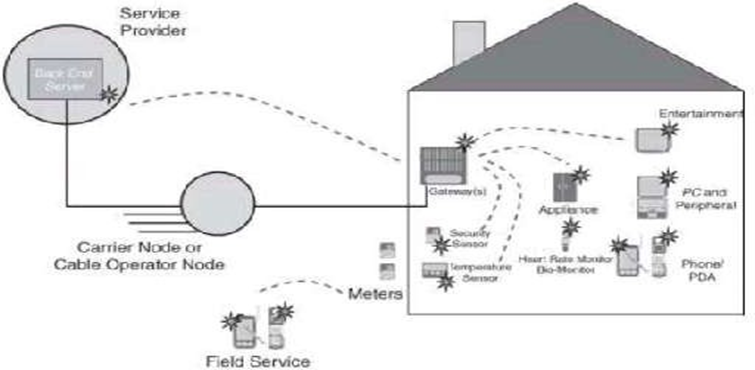 Service
Provider
Back End
Server
Carrier Node or
Cable Operator Node
Field Service
Meters
Gateway(s)
Security
Sensor
Temperature
Sensor
Entertainment
Appliance
Heart Rate Monitor
Bio-Monitor
PC and
Peripheral
Phone/
PDA